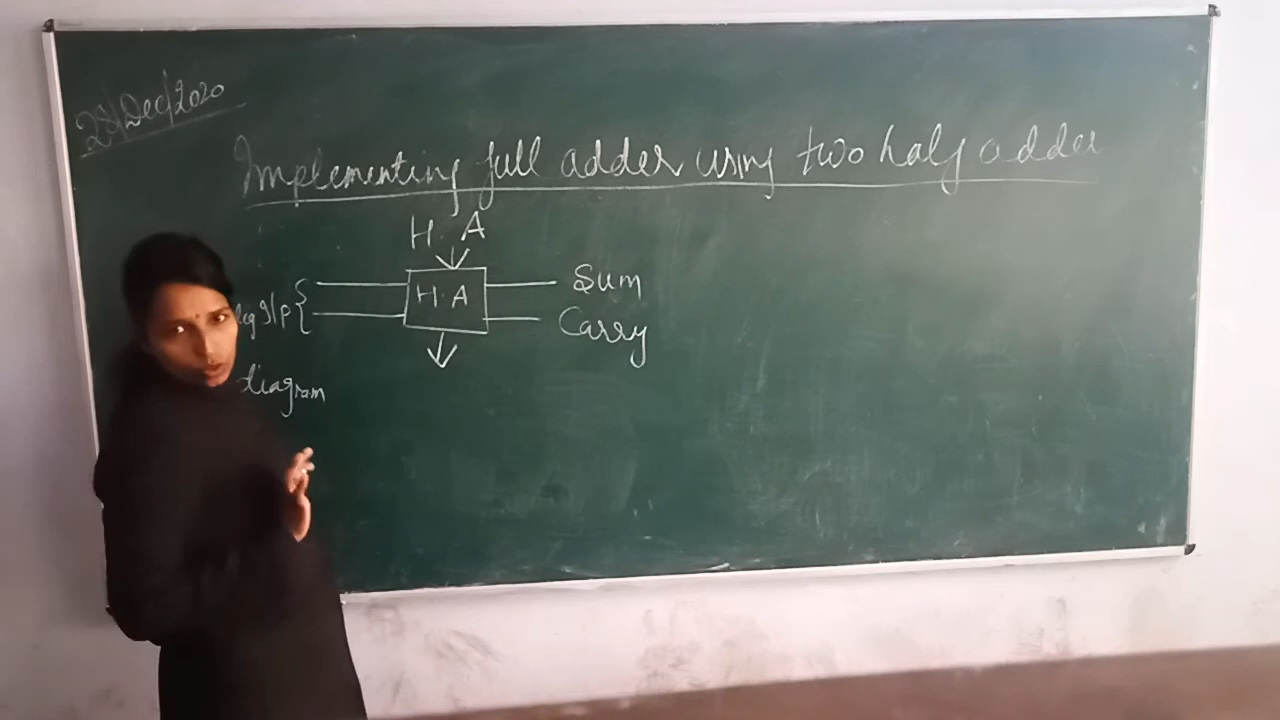 28/Dec/2020
Implementing full adder using two half adder
H. A
H. A
Sum
I/p
Carry
diagram